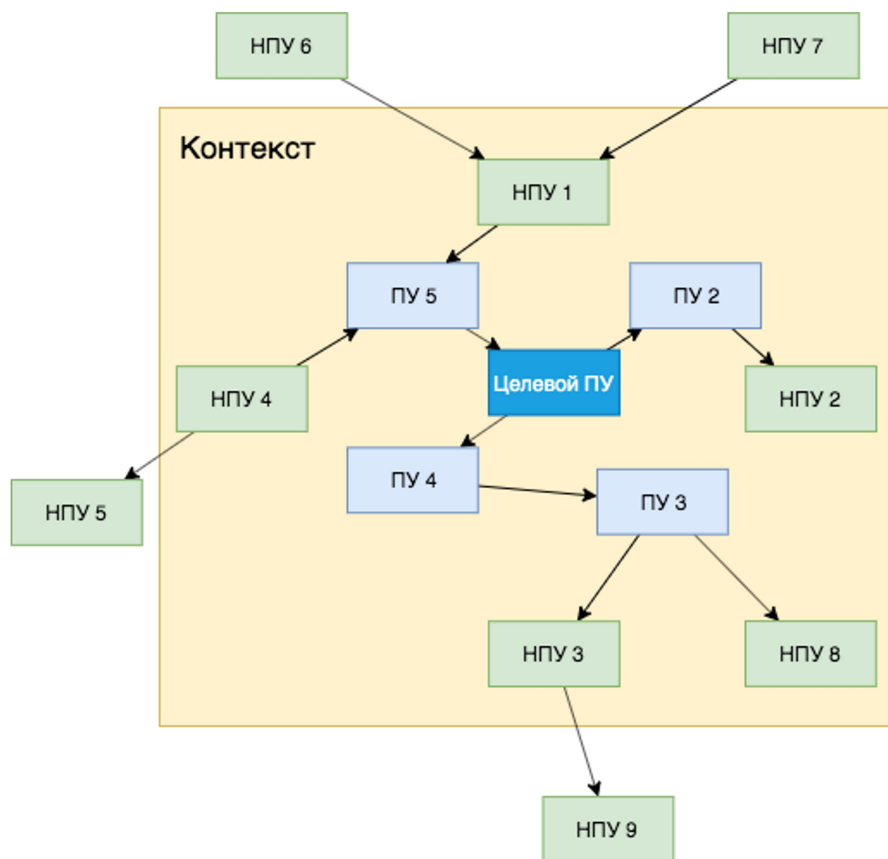 НПУ 6
НПУ 7
Контекст
НПУ 1
ПУ 5
ПУ 2
Целевой ПУ
НПУ 4
НПУ 2
ПУ 4
ПУ 3
НПУ 5
НПУ 3
НПУ 8
НПУ 9